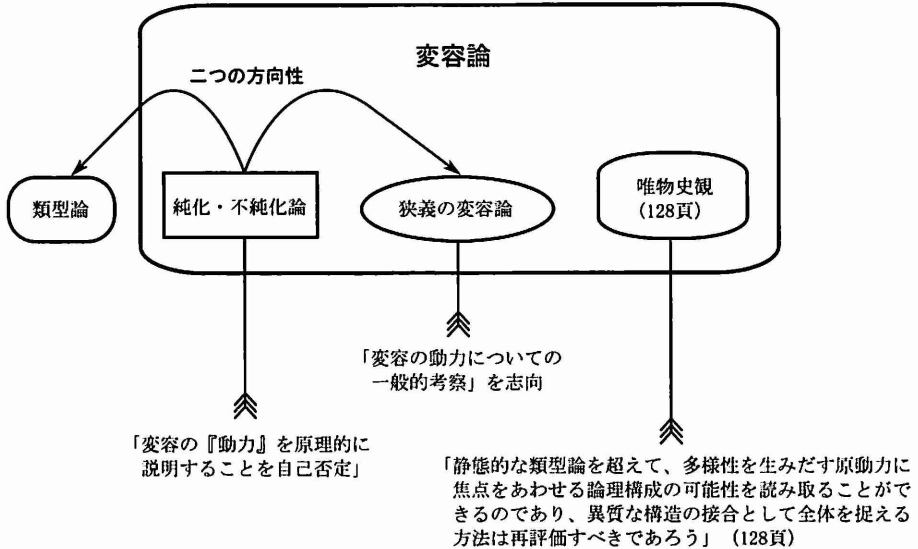 変容論
二つの方向性
類型論
純化・不純化論
狭義の変容論
唯物史観
(128頁)
「変容の動力についての
一般的考察」を志向
「変容の『動力』を原理的に
説明することを自己否定」
「静態的な類型論を超えて、多様性を生みだす原動力に
焦点をあわせる論理構成の可能性を読み取ることがで
きるのであり、異質な構造の接合として全体を捉える
方法は再評価すべきであろう」（128頁）